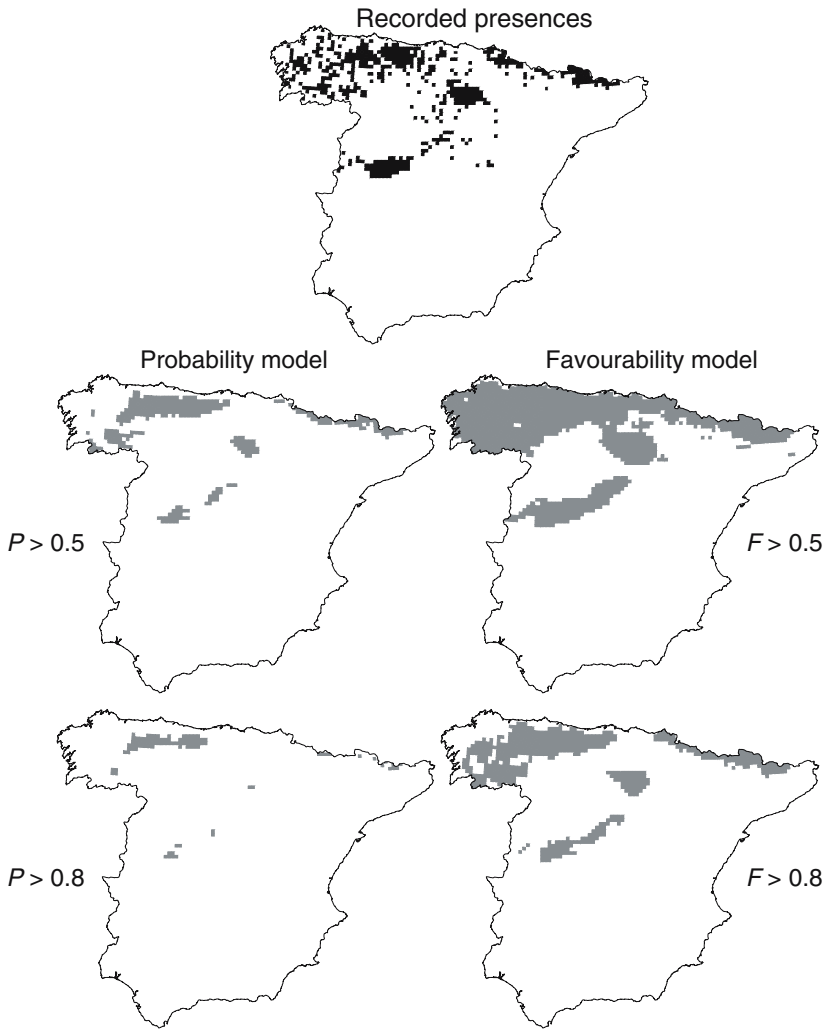 Recorded presences
Probability model
Favourability model
P > 0.5
F > 0.5
P > 0.8
F > 0.8